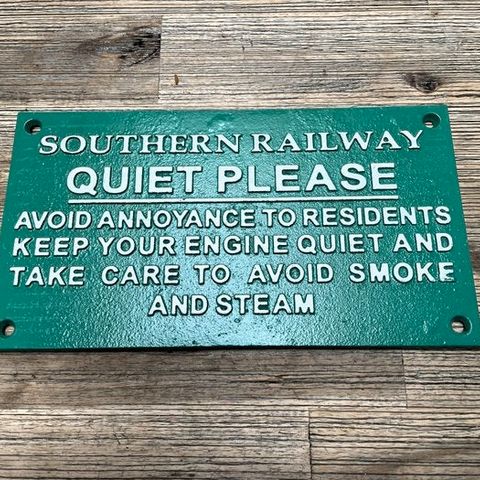 SOUTHERN RAILWAY
QUIET PLEASE
AVOID ANNOYANCE TO RESIDENTS
KEEP YOUR ENGINE QUIET AND
TAKE CARE TO AVOID SMOKE
AND STEAM